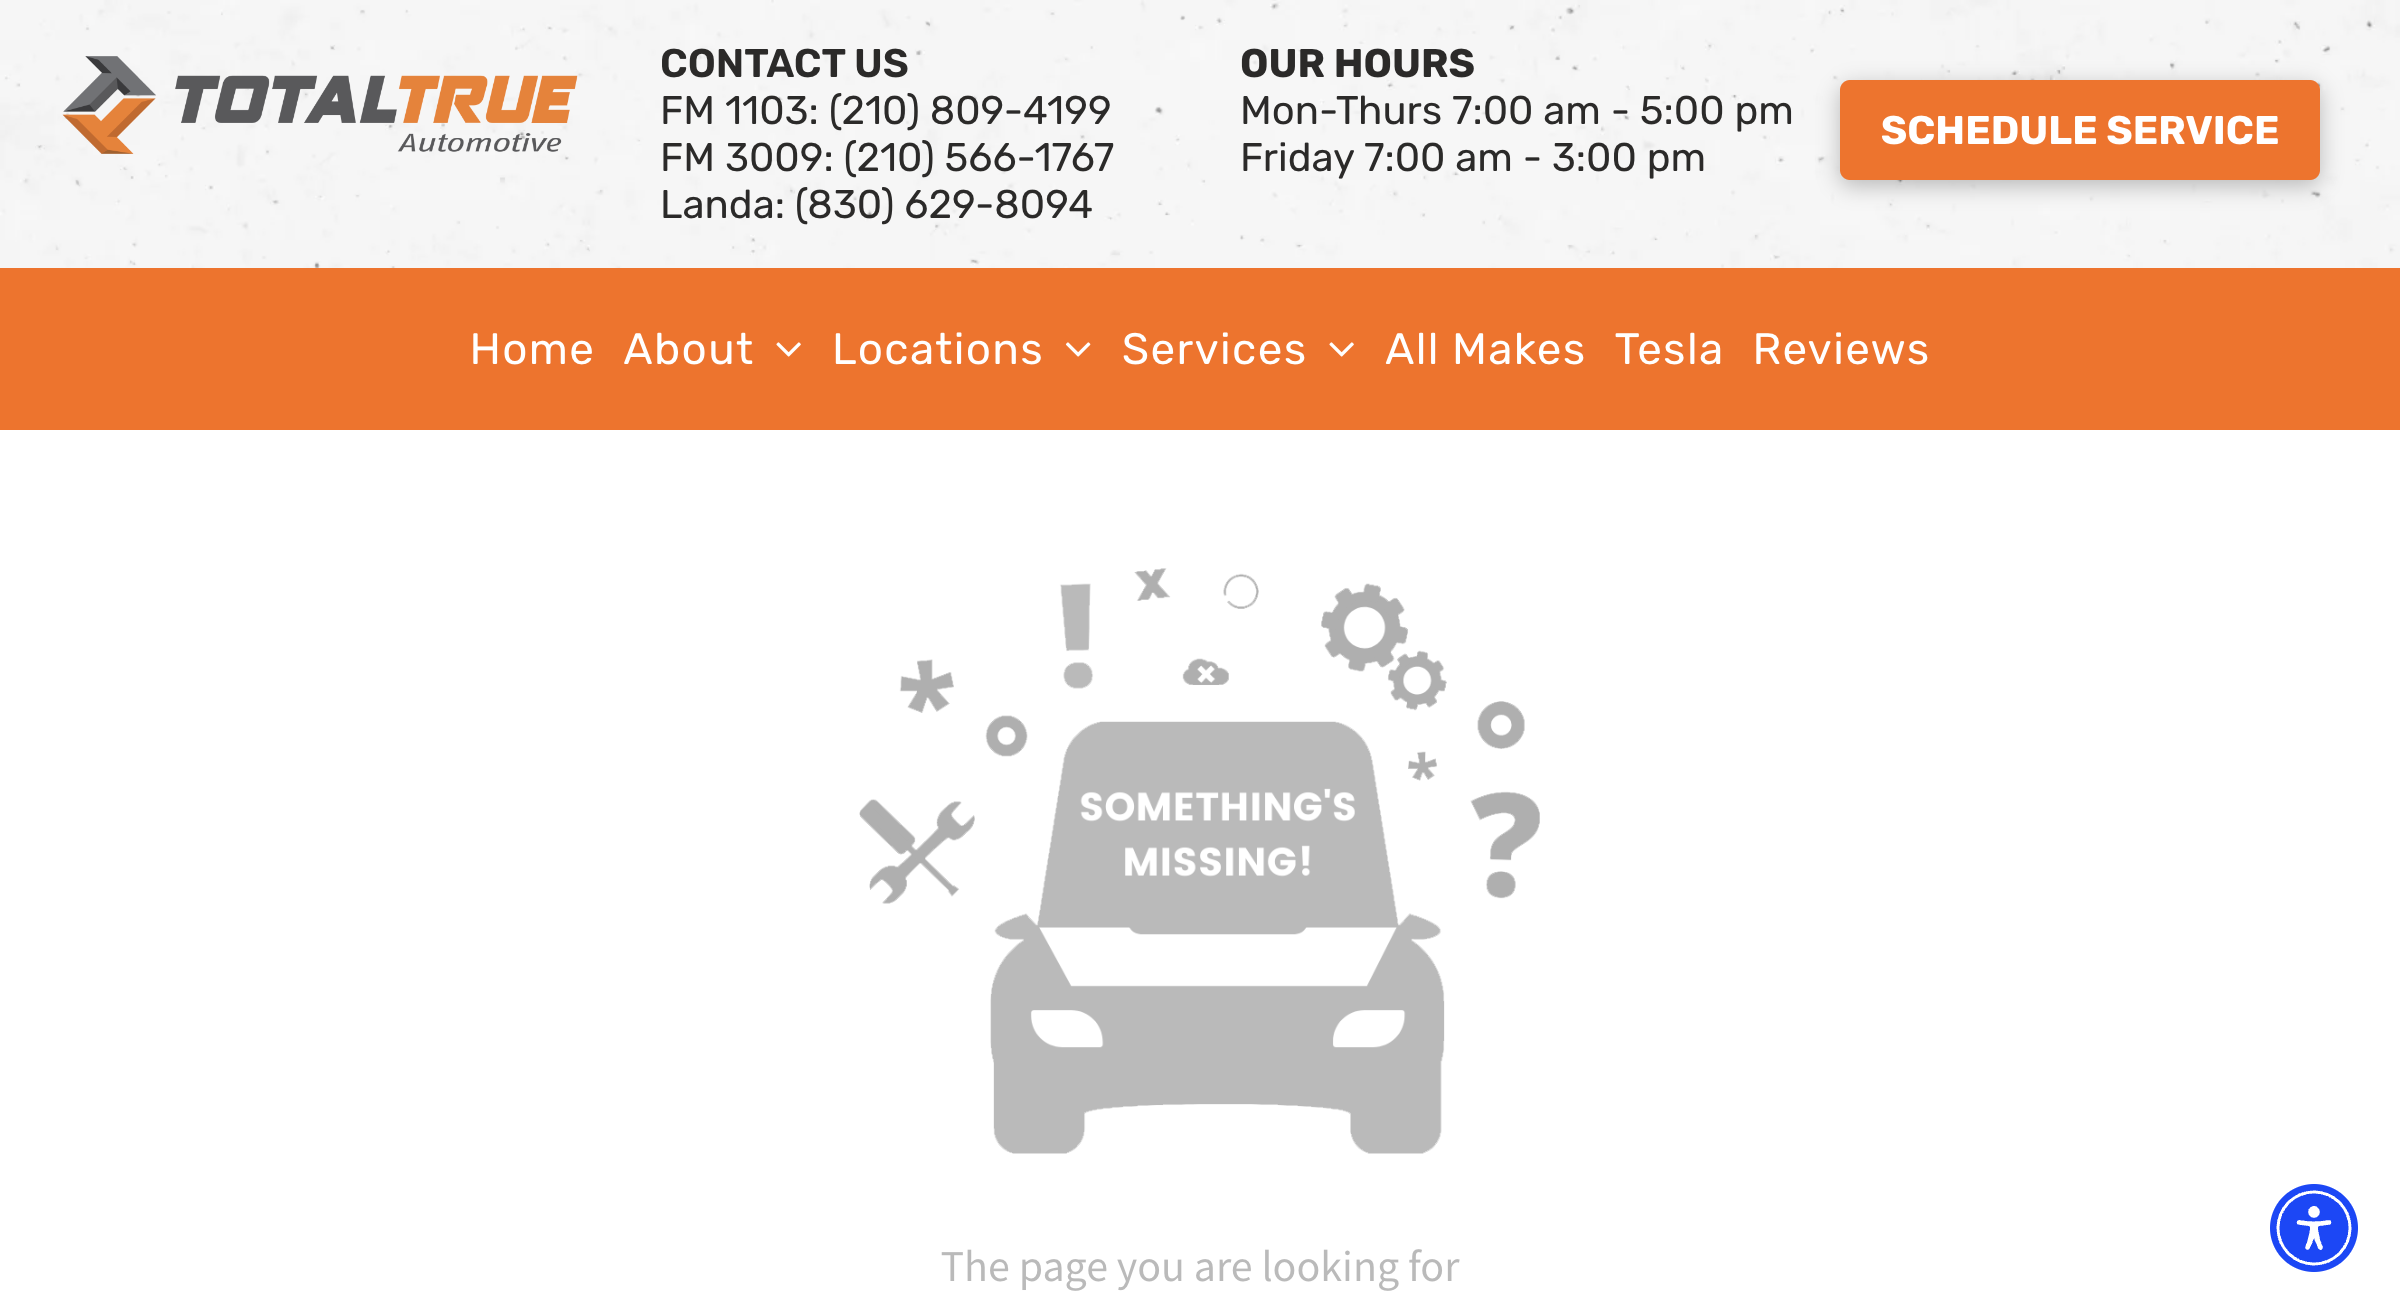 TOTALTRUE
Automotive
CONTACT US
FM 1103: (210) 809-4199
FM 3009: (210) 566-1767
Landa: (830) 629-8094
OUR HOURS
Mon-Thurs 7:00 am - 5:00 pm
Friday 7:00 am - 3:00 pm
SCHEDULE SERVICE
Home About Locations Services All Makes Tesla Reviews
SOMETHING'S
MISSING!
The page you are looking for